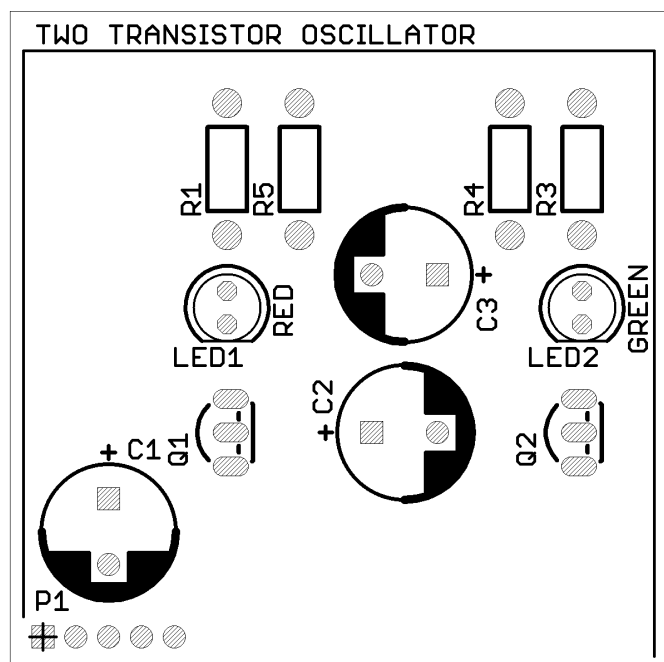 TWO TRANSISTOR OSCILLATOR
R1
R5
R4
R3
+
C3
RED
GREEN
LED1
LED2
C2
+
+
C1
Q1
Q2
P1